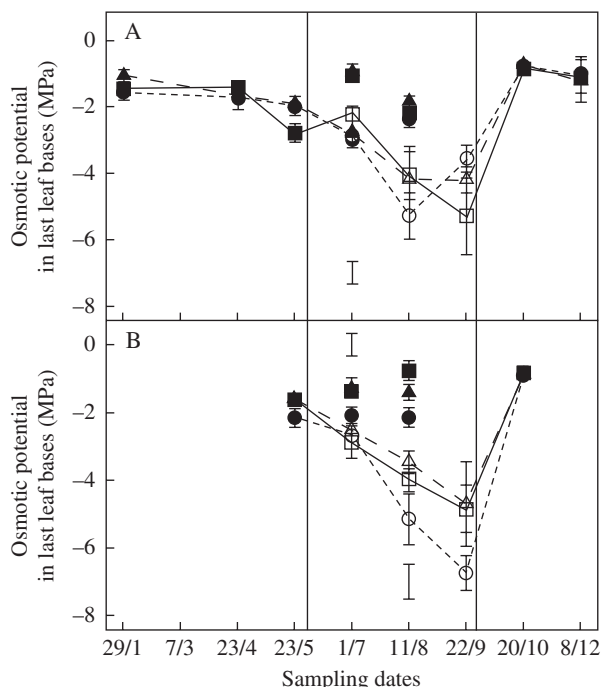 A
0
–2
–4
–6
–8
Osmotic potential
in last leaf bases (MPa)
B
0
–2
–4
–6
–8
Osmotic potential
in last leaf bases (MPa)
29/1 7/3 23/4 23/5 1/7 11/8 22/9 20/10 8/12
Sampling dates